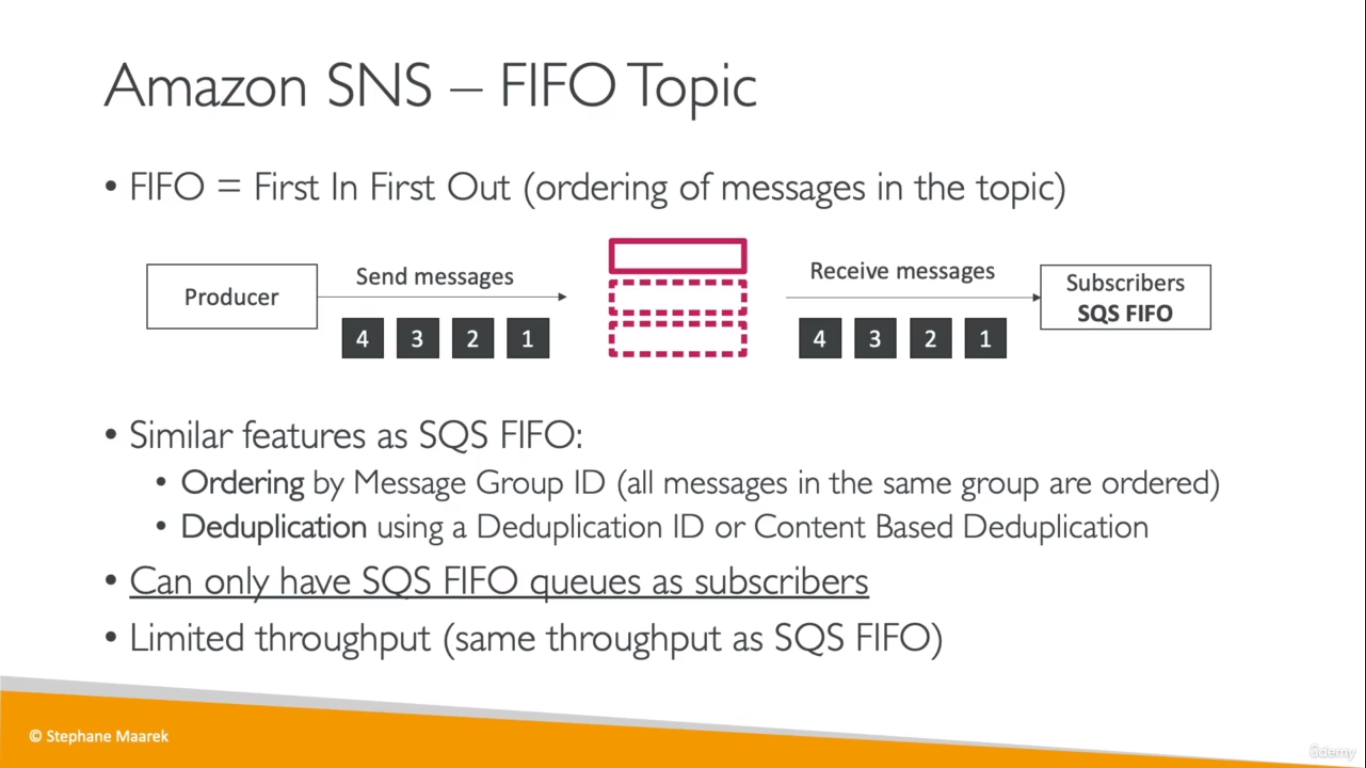 Amazon SNS – FIFO Topic
• FIFO = First In First Out (ordering of messages in the topic)
Producer
Send messages
4 3 2 1
Receive messages
4 3 2 1
Subscribers
SQS FIFO
• Similar features as SQS FIFO:
• Ordering by Message Group ID (all messages in the same group are ordered)
• Deduplication using a Deduplication ID or Content Based Deduplication
• Can only have SQS FIFO queues as subscribers
• Limited throughput (same throughput as SQS FIFO)
© Stephane Maarek
ûdemy